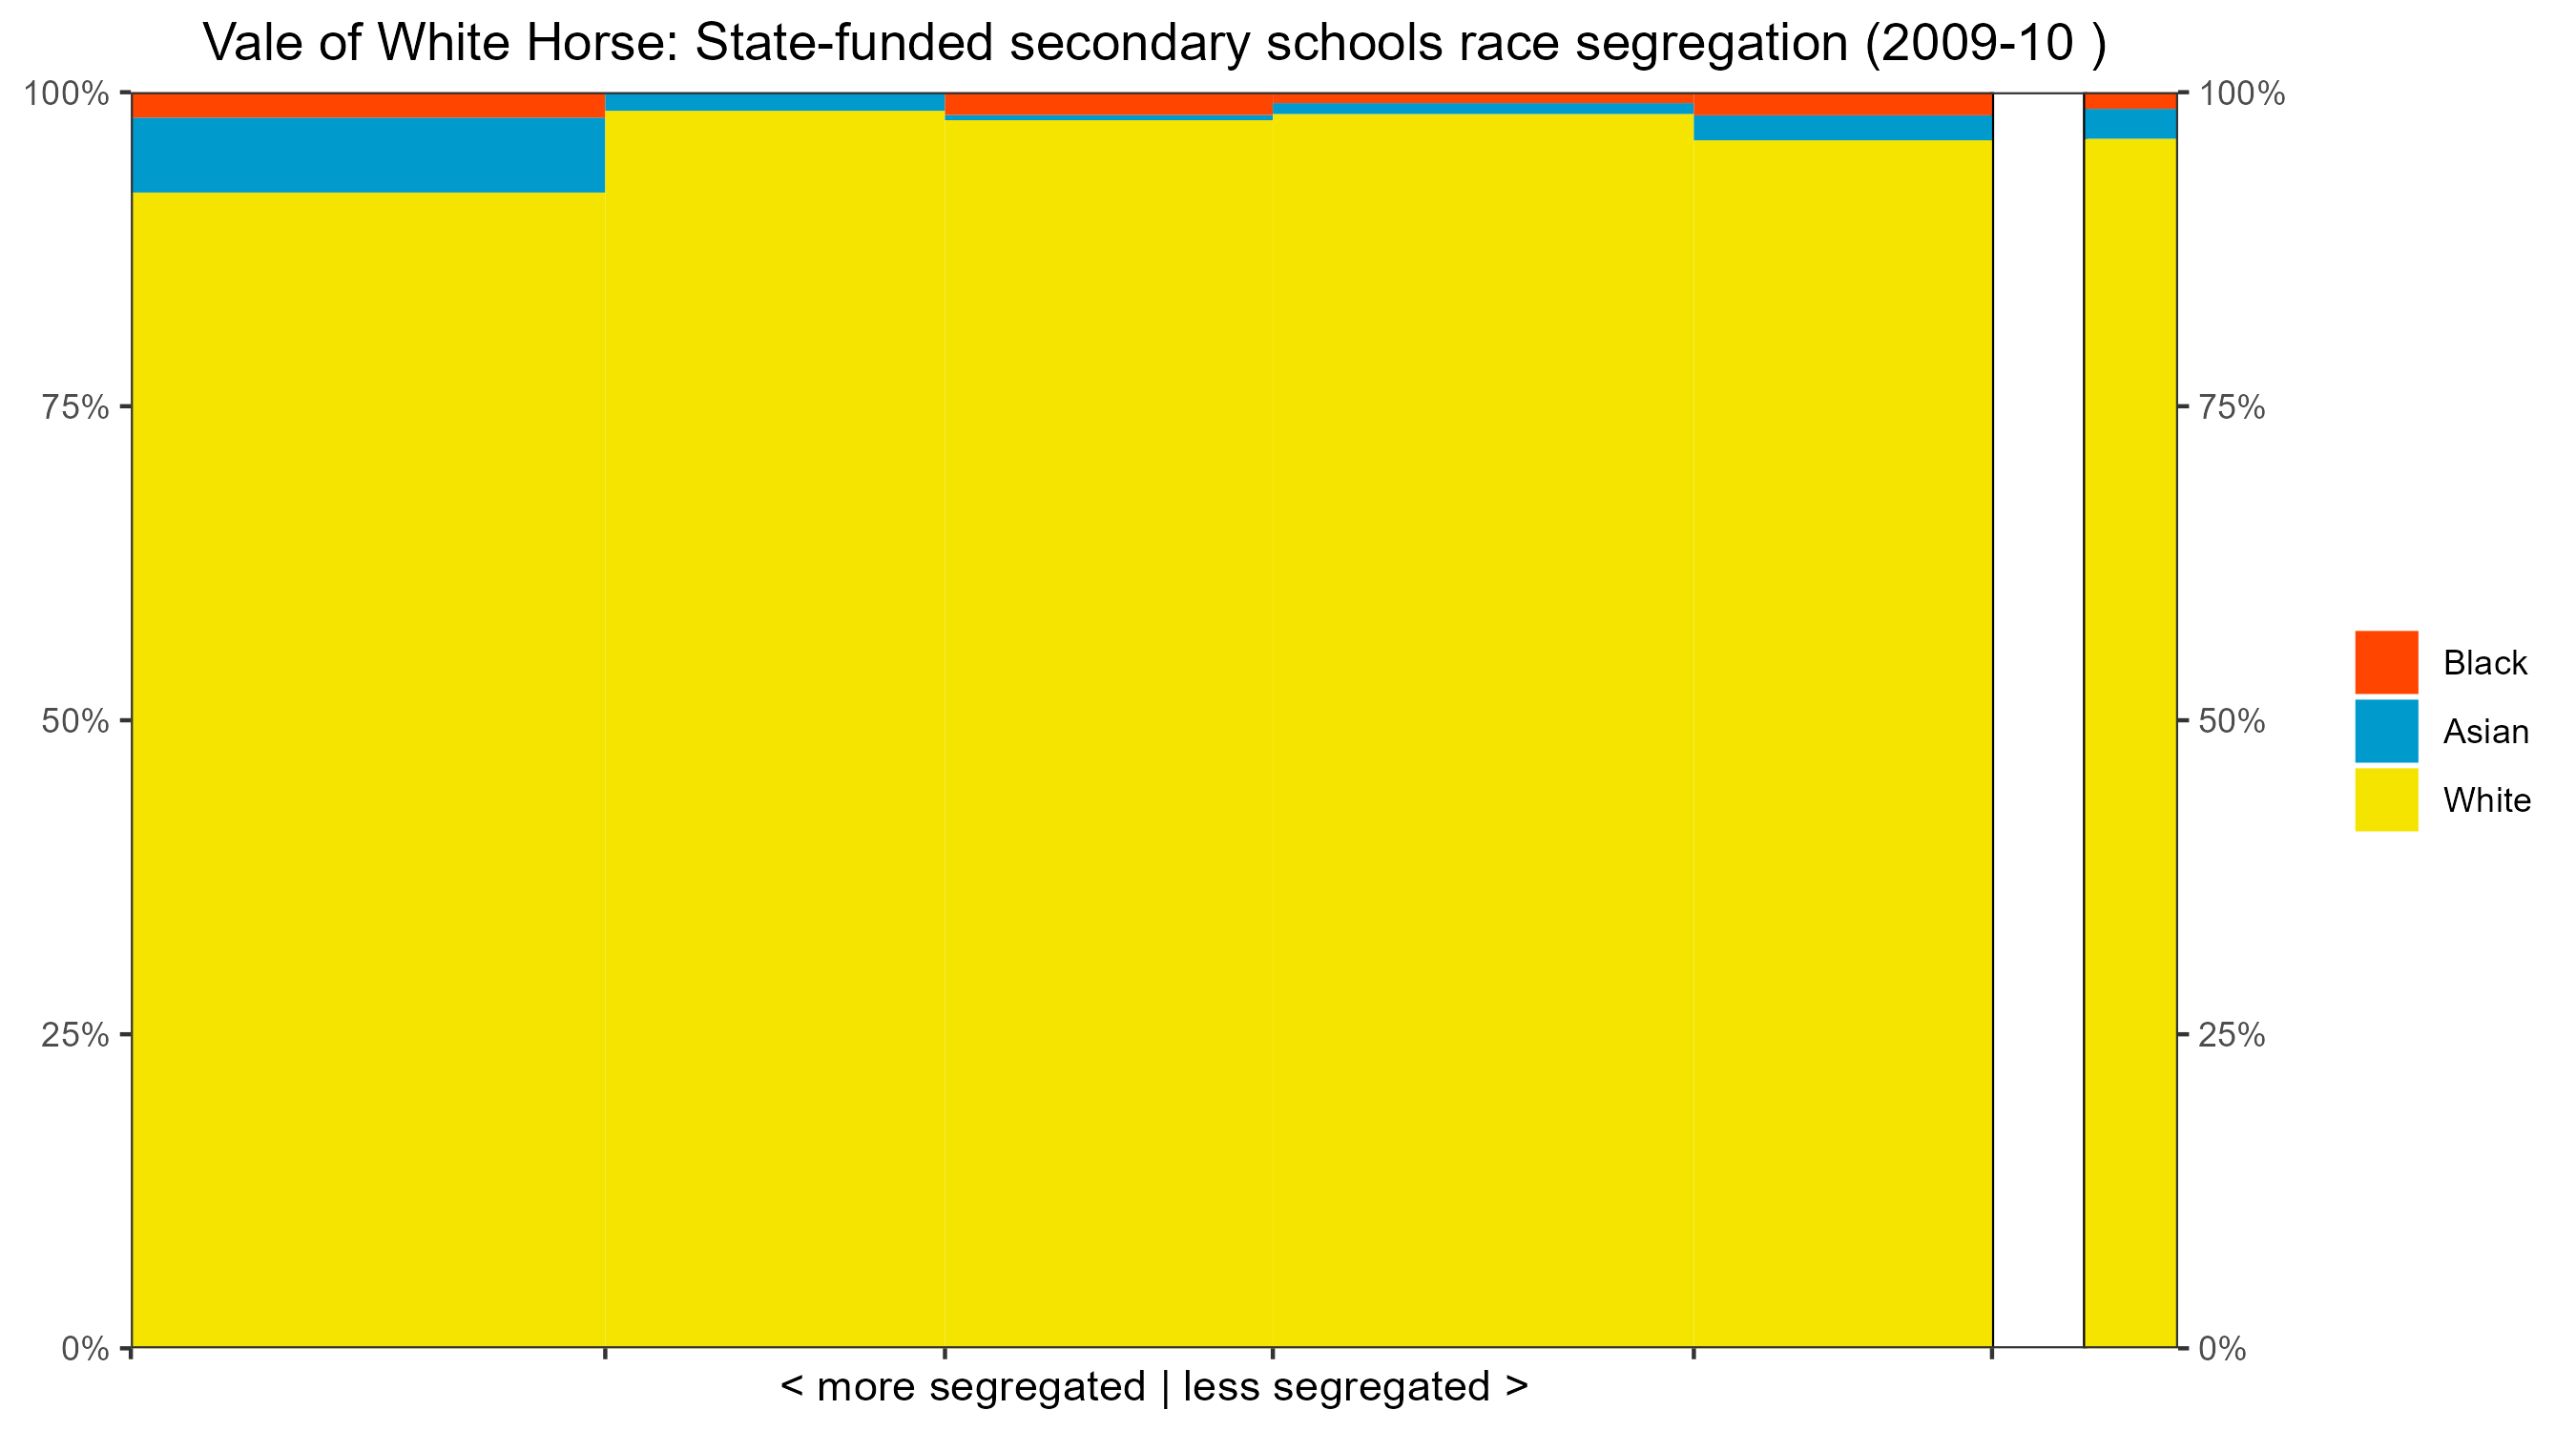 Vale of White Horse: State-funded secondary schools race segregation (2009-10 )
100%
75%
50%
25%
0%
100%
75%
50%
25%
0%
Black
Asian
White
< more segregated | less segregated >